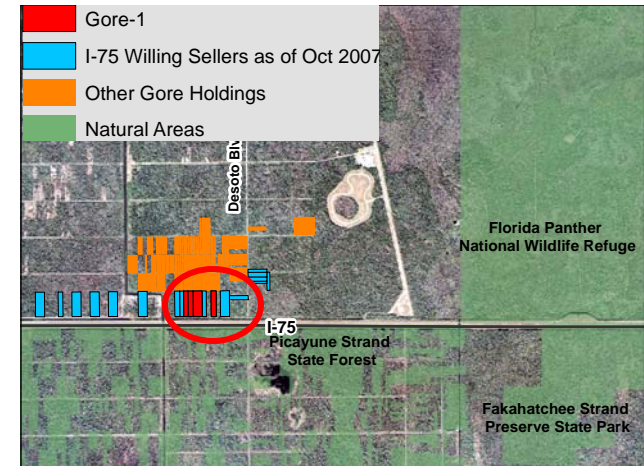 Gore-1
I-75 Willing Sellers as of Oct 2007
Other Gore Holdings
Natural Areas
Desoto Blv
Florida Panther
National Wildlife Refuge
I-75
Picayune Strand
State Forest
Fakahatchee Strand
Preserve State Park